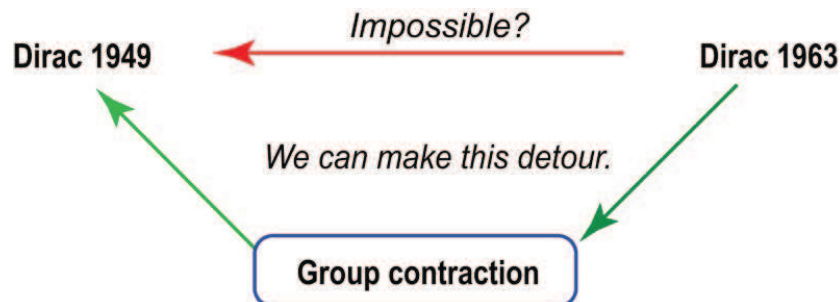 Impossible?
Dirac 1949
Dirac 1963
We can make this detour.
Group contraction